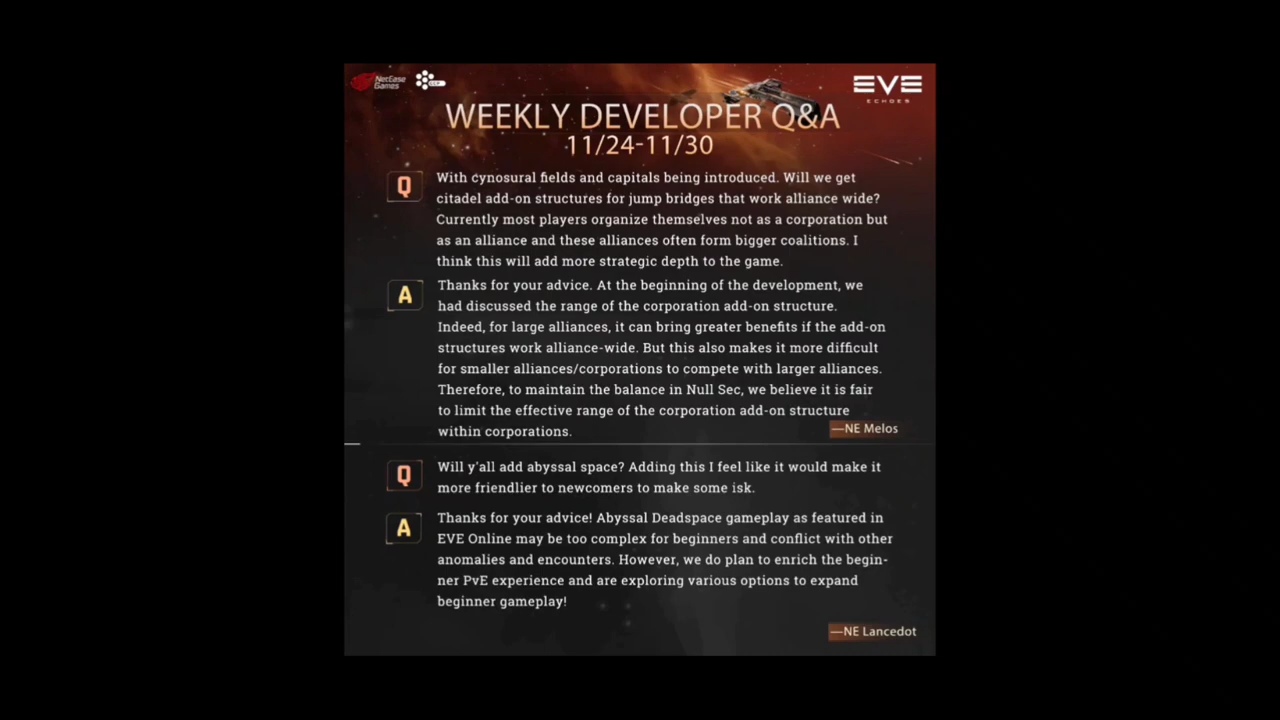 NetEase
Games
CCP
EVE
ECHOES
WEEKLY DEVELOPER Q&A
11/24-11/30
Q
With cynosural fields and capitals being introduced. Will we get
citadel add-on structures for jump bridges that work alliance wide?
Currently most players organize themselves not as a corporation but
as an alliance and these alliances often form bigger coalitions. I
think this will add more strategic depth to the game.
A
Thanks for your advice. At the beginning of the development, we
had discussed the range of the corporation add-on structure.
Indeed, for large alliances, it can bring greater benefits if the add-on
structures work alliance-wide. But this also makes it more difficult
for smaller alliances/corporations to compete with larger alliances.
Therefore, to maintain the balance in Null Sec, we believe it is fair
to limit the effective range of the corporation add-on structure
within corporations.
—NE Melos
Q
Will y'all add abyssal space? Adding this I feel like it would make it
more friendlier to newcomers to make some isk.
A
Thanks for your advice! Abyssal Deadspace gameplay as featured in
EVE Online may be too complex for beginners and conflict with other
anomalies and encounters. However, we do plan to enrich the begin-
ner PvE experience and are exploring various options to expand
beginner gameplay!
—NE Lancedot